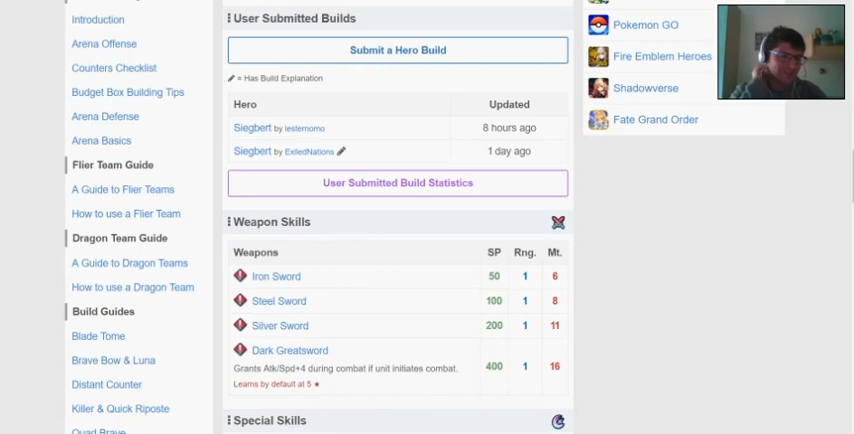 Introduction
Arena Offense
Counters Checklist
Budget Box Building Tips
Arena Defense
Arena Basics
Flier Team Guide
A Guide to Flier Teams
How to use a Flier Team
Dragon Team Guide
A Guide to Dragon Teams
How to use a Dragon Team
Build Guides
Blade Tome
Brave Bow & Luna
Distant Counter
Killer & Quick Riposte
Quad Brave
User Submitted Builds
Submit a Hero Build
= Has Build Explanation
Hero Updated
Siegbert by lesternomo 8 hours ago
Siegbert by ExiledNations 1 day ago
User Submitted Build Statistics
Weapon Skills
Weapons SP Rng. Mt.
Iron Sword 50 1 6
Steel Sword 100 1 8
Silver Sword 200 1 11
Dark Greatsword
Grants Atk/Spd+4 during combat if unit initiates combat.
Learns by default at 5 ★
400 1 16
Special Skills
Pokemon GO
Fire Emblem Heroes
Shadowverse
Fate Grand Order